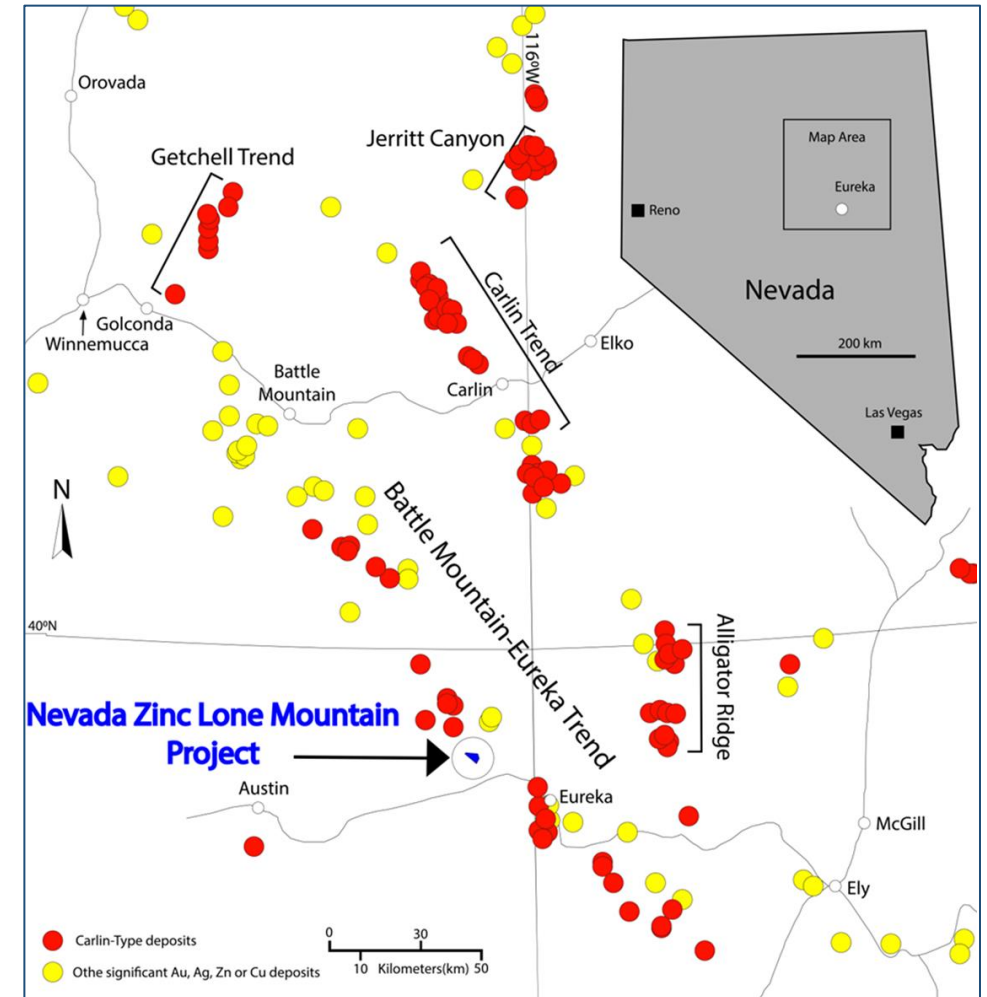 Orovada
116ºW
Jerritt Canyon
Getchell Trend
Map Area
Eureka
Reno
Nevada
200 km
Las Vegas
Carlin Trend
Golconda
Winnemucca
Elko
Battle
Mountain
Carlin
N
Battle Mountain-Eureka Trend
40ºN
Alligator Ridge
Nevada Zinc Lone Mountain
Project
Austin
Eureka
McGill
Ely
Carlin-Type deposits
Othe significant Au, Ag, Zn or Cu deposits
0 30
10 Kilometers(km) 50